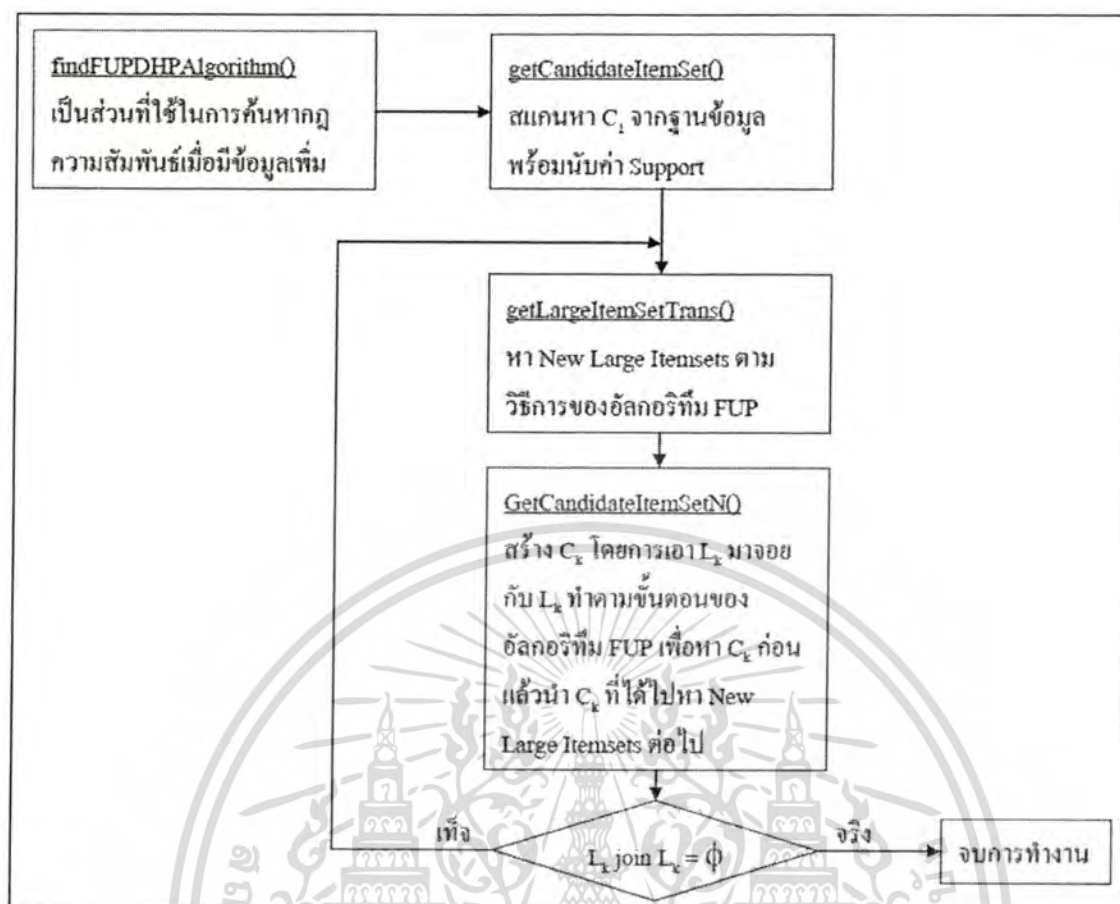 findFUPDHPAlgorithm()
เป็นส่วนที่ใช้ในการค้นหากฎ
ความสัมพันธ์เมื่อมีข้อมูลเพิ่ม
getCandidateItemSet()
สแกนหา C₁ จากฐานข้อมูล
พร้อมนับค่า Support
getLargeItemSetTrans()
หา New Large Itemsets ตาม
วิธีการของอัลกอริทึม FUP
GetCandidateItemSetN()
สร้าง Cₖ โดยการเอา Lₖ มาจอย
กับ Lₖ ทำตามขั้นตอนของ
อัลกอริทึม FUP เพื่อหา Cₖ ก่อน
แล้วนำ Cₖ ที่ได้ไปหา New
Large Itemsets ต่อไป
เท็จ
Lₖ join Lₖ = ϕ
จริง
จบการทำงาน